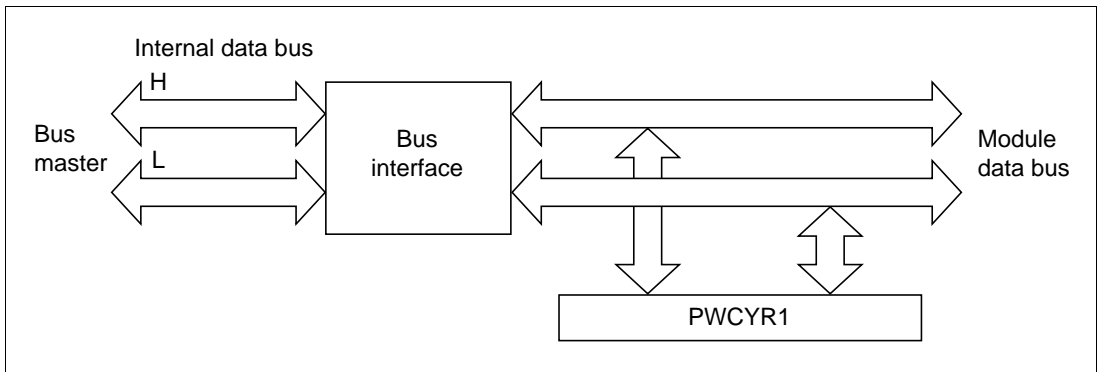 Internal data bus
H
Bus
master
L
Bus
interface
Module
data bus
PWCYR1